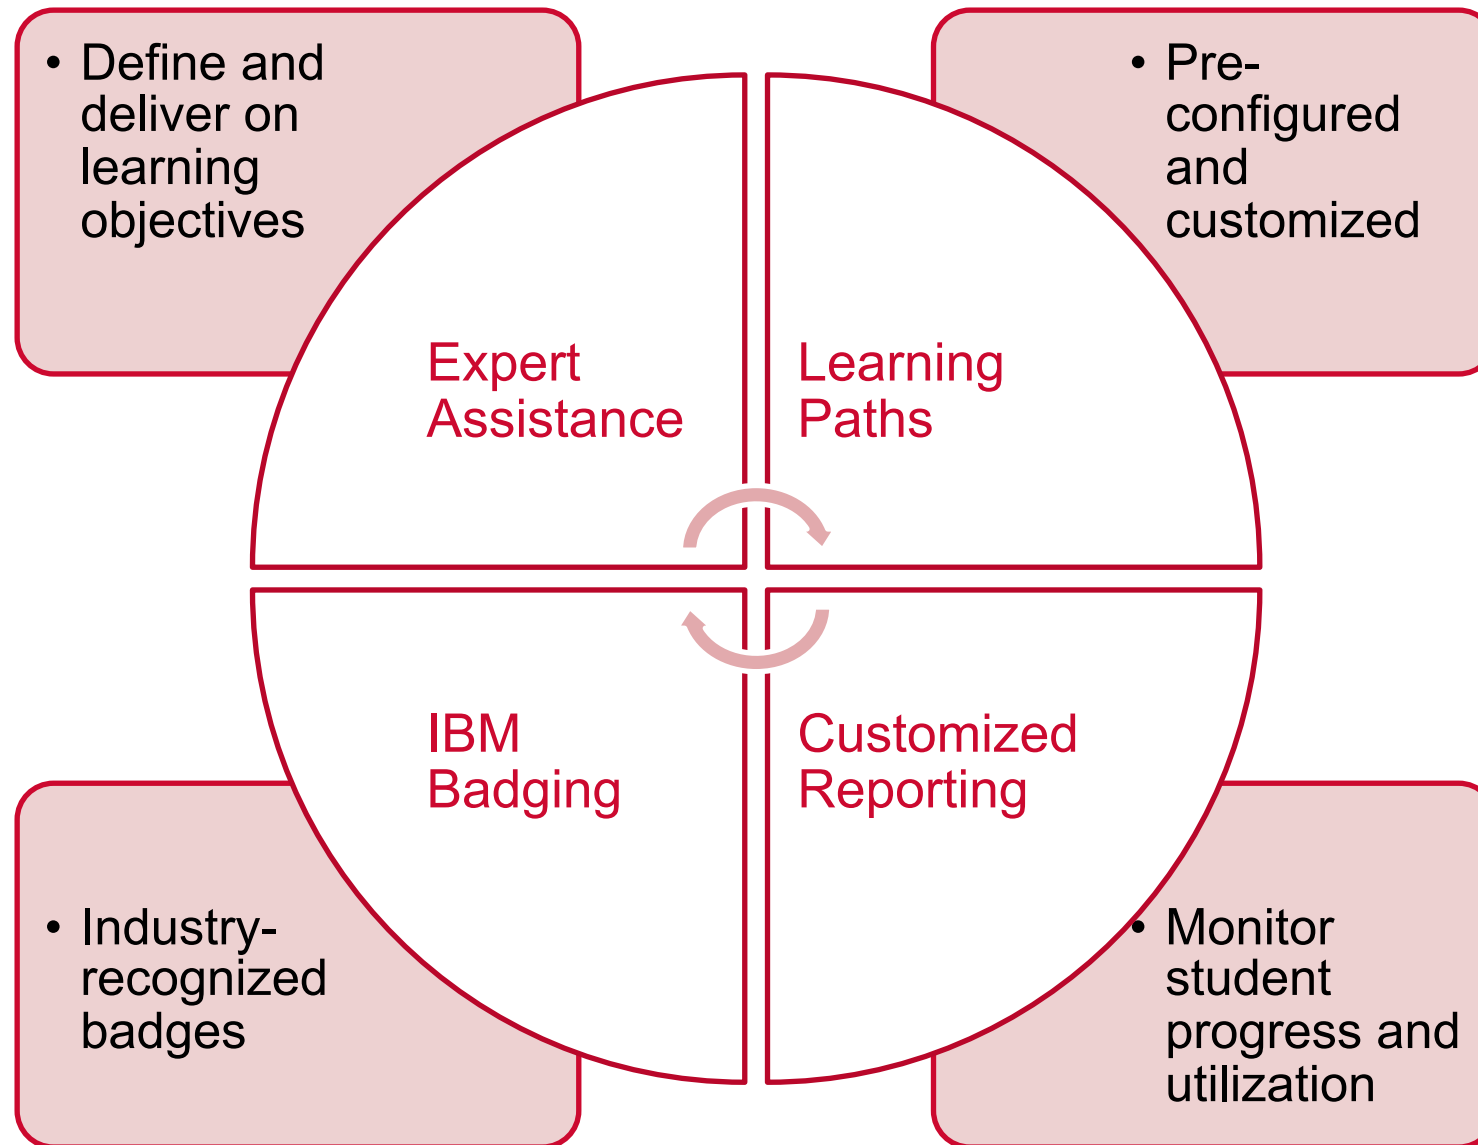 • Define and
deliver on
learning
objectives
• Pre-
configured
and
customized
Expert
Assistance
Learning
Paths
IBM
Badging
Customized
Reporting
• Industry-
recognized
badges
• Monitor
student
progress and
utilization